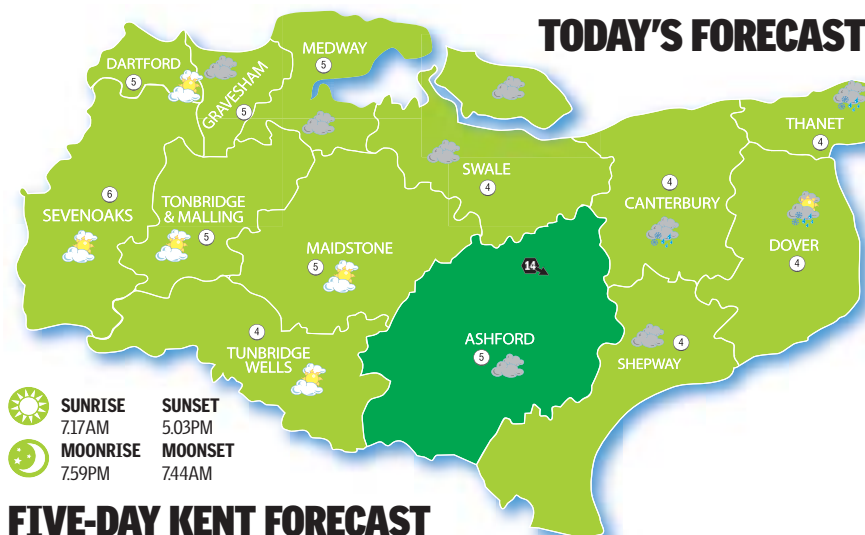 TODAY'S FORECAST
MEDWAY
5
DARTFORD
5
GRAVESHAM
5
THANET
4
SWALE
4
4
CANTERBURY
6
SEVENOAKS
TONBRIDGE
& MALLING
5
MAIDSTONE
5
DOVER
4
14
4
TUNBRIDGE
WELLS
ASHFORD
5
4
SHEPWAY
SUNRISE SUNSET
7.17AM 5.03PM
MOONRISE MOONSET
7.59PM 7.44AM
FIVE-DAY KENT FORECAST